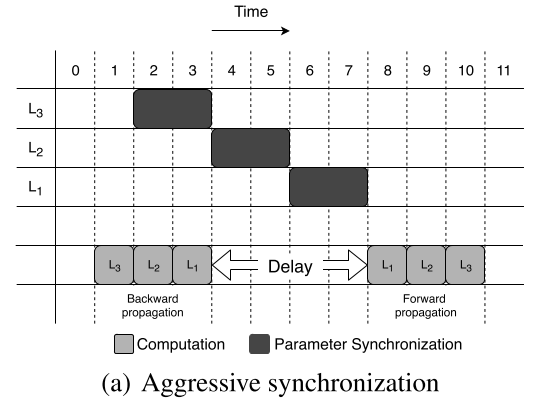 Time
0 1 2 3 4 5 6 7 8 9 10 11
L3
L2
L1
L3 L2 L1 Delay L1 L2 L3
Backward propagation Forward propagation
Computation Parameter Synchronization
(a) Aggressive synchronization